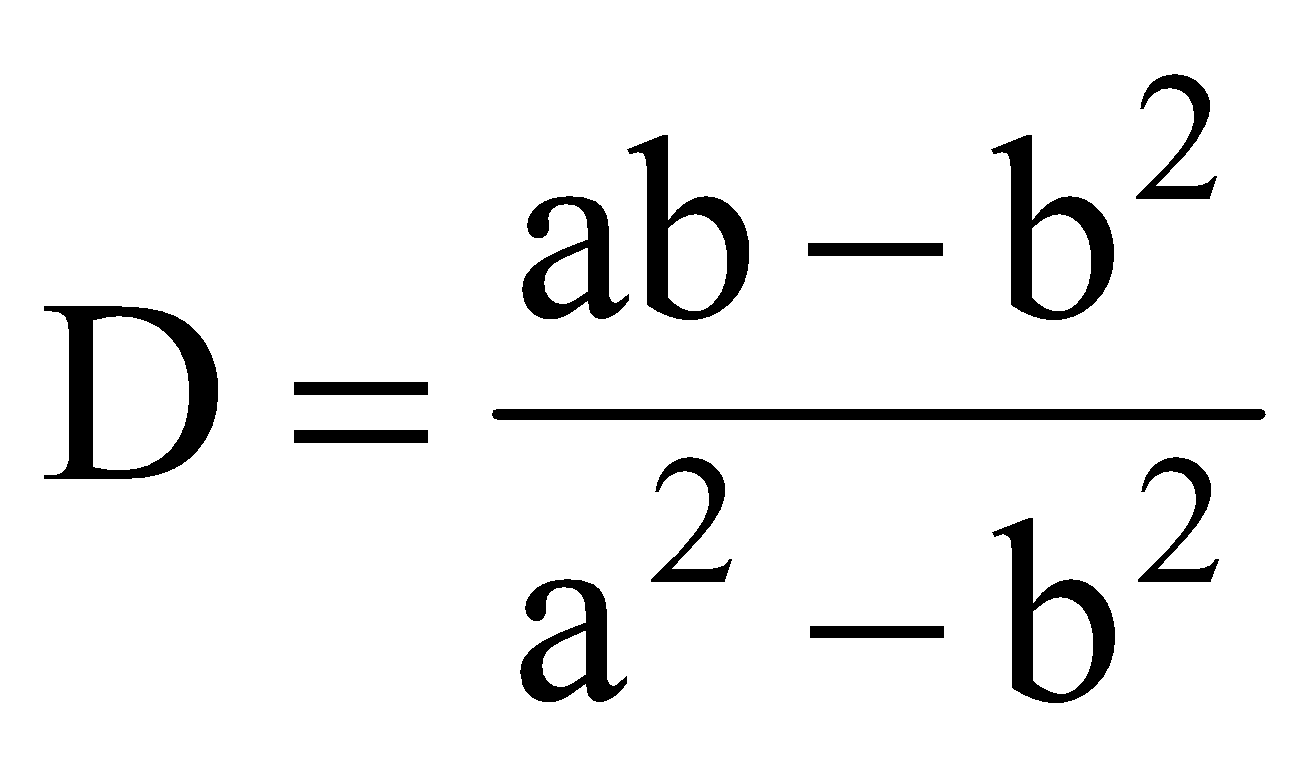 D = (ab − b²) / (a² − b²)